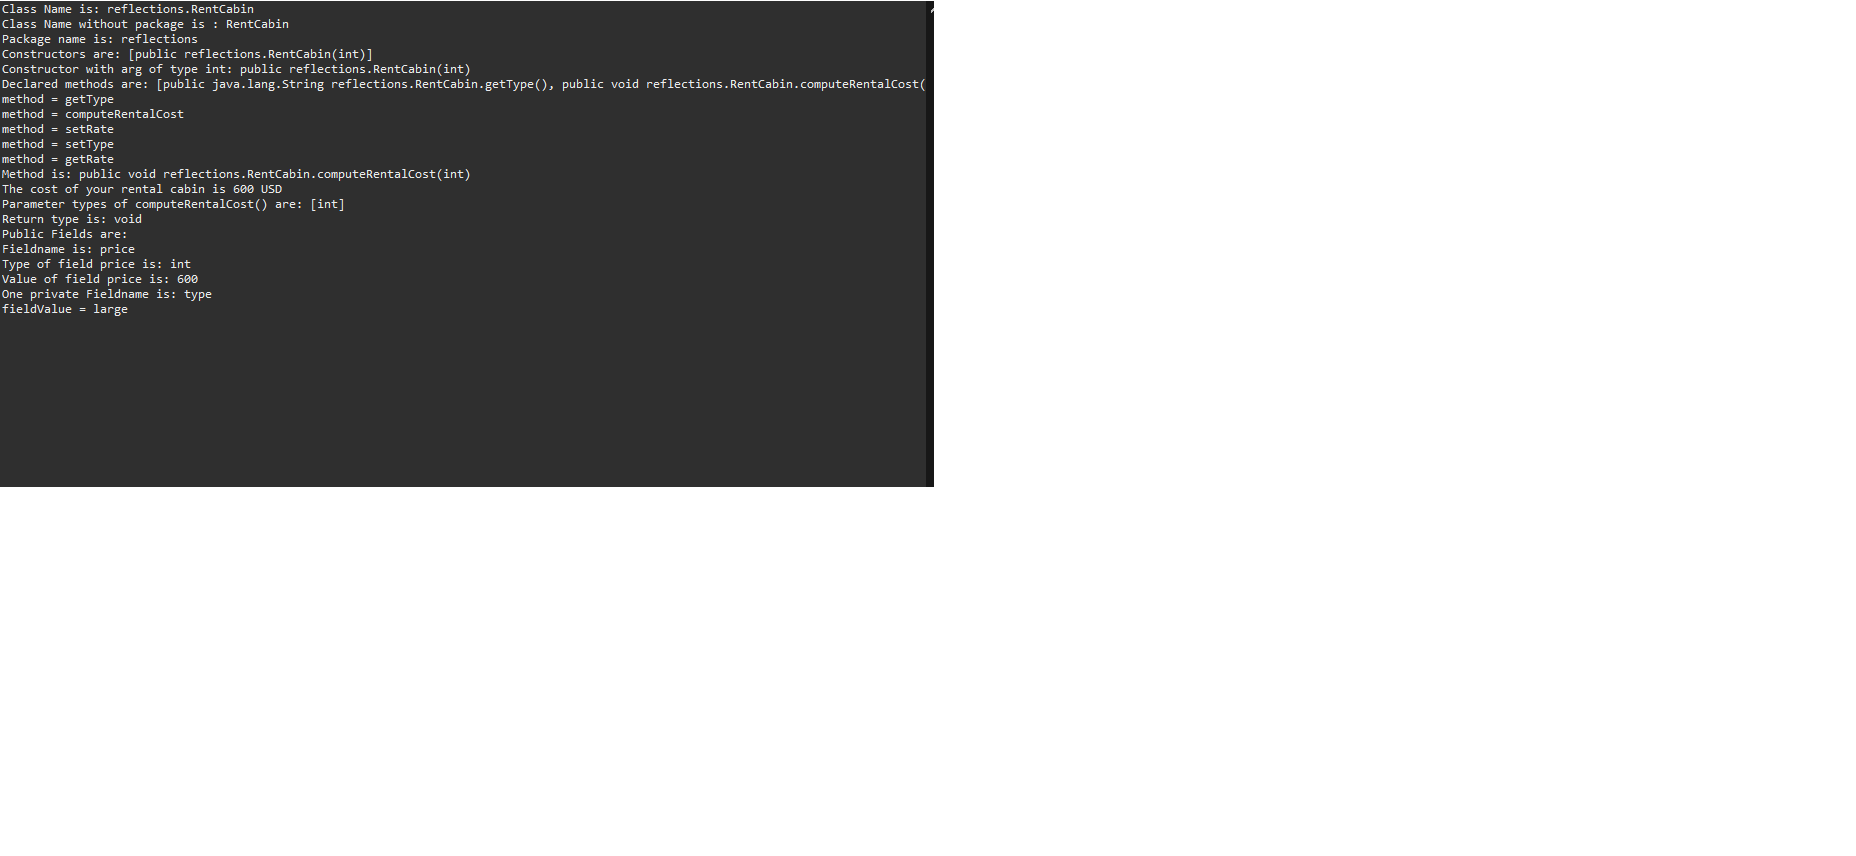 Class Name is: reflections.RentCabin
Class Name without package is : RentCabin
Package name is: reflections
Constructors are: [public reflections.RentCabin(int)]
Constructor with arg of type int: public reflections.RentCabin(int)
Declared methods are: [public java.lang.String reflections.RentCabin.getType(), public void reflections.RentCabin.computeRentalCost(
method = getType
method = computeRentalCost
method = setRate
method = setType
method = getRate
Method is: public void reflections.RentCabin.computeRentalCost(int)
The cost of your rental cabin is 600 USD
Parameter types of computeRentalCost() are: [int]
Return type is: void
Public Fields are:
Fieldname is: price
Type of field price is: int
Value of field price is: 600
One private Fieldname is: type
fieldValue = large